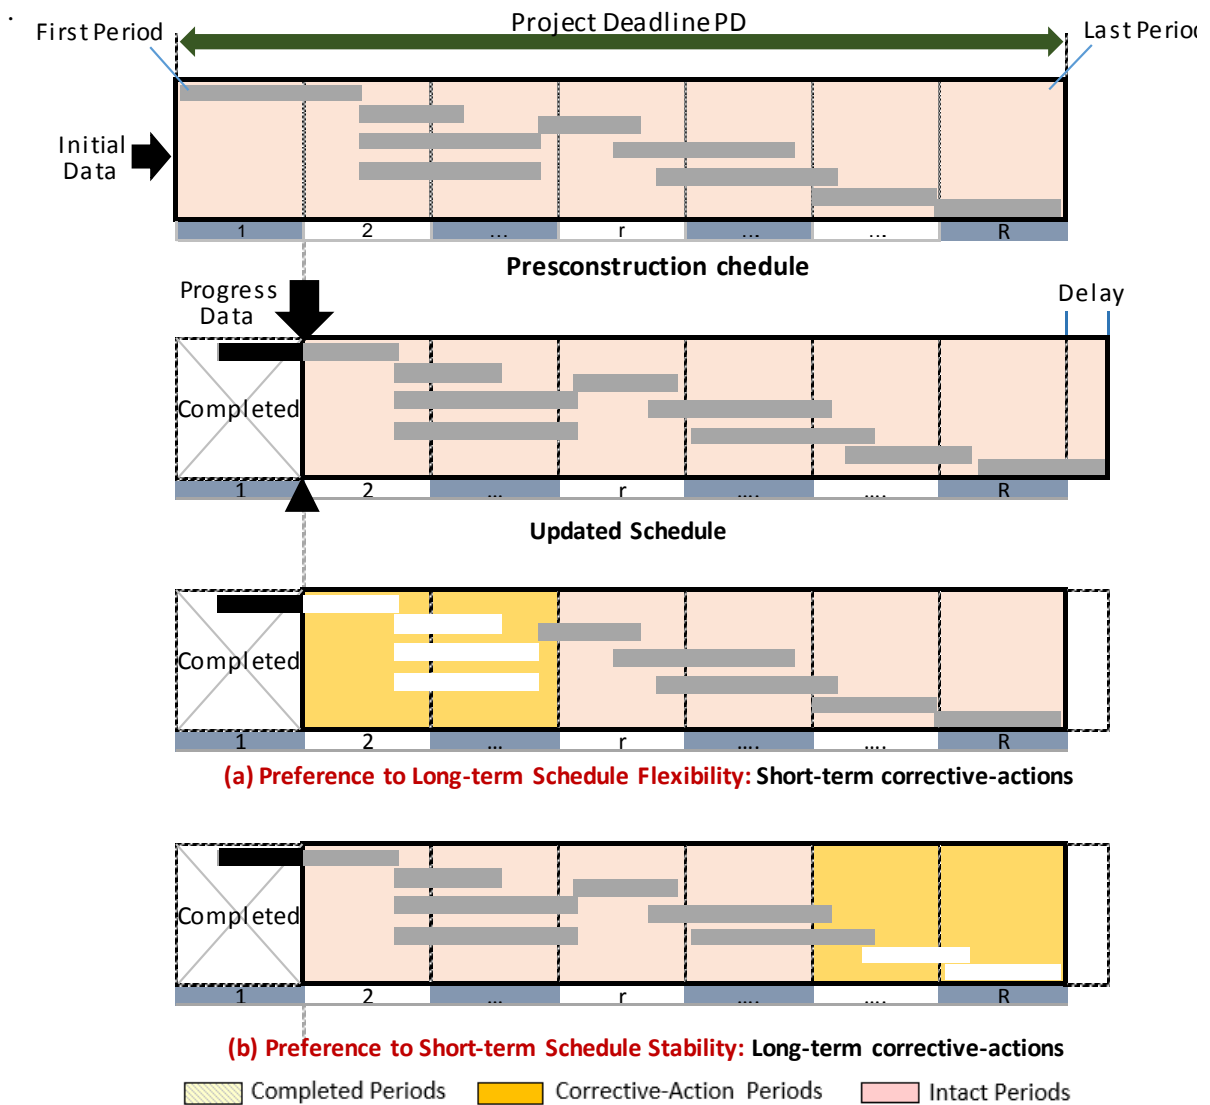 .
Project Deadline PD
First Period
Last Perioc
Initial
Data
1 2 ... r .... ... R
Presconstruction chedule
Progress
Data
Delay
Completed
1 2 ... r .... .... R
Updated Schedule
Completed
1 2 ... r .... .... R
(a) Preference to Long-term Schedule Flexibility: Short-term corrective-actions
Completed
1 2 ... r .... .... R
(b) Preference to Short-term Schedule Stability: Long-term corrective-actions
Completed Periods Corrective-Action Periods Intact Periods